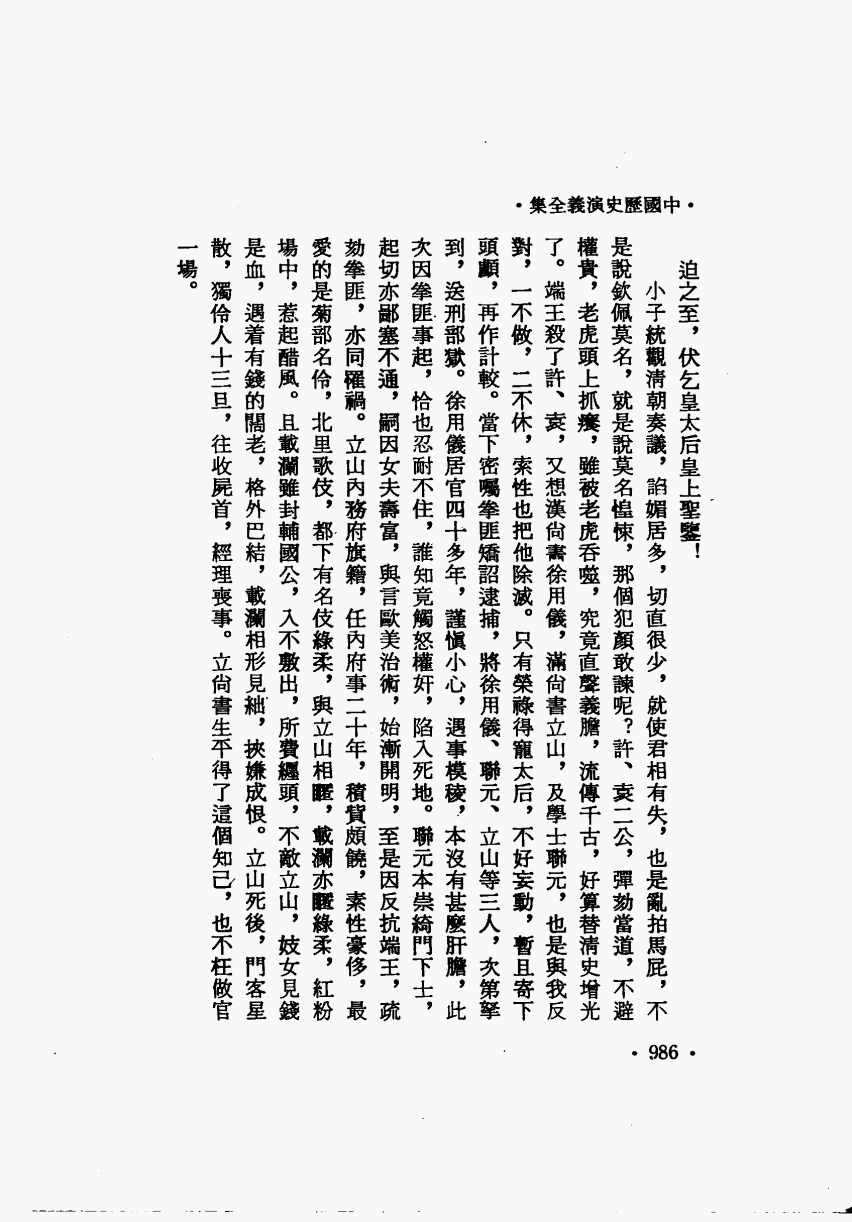 •中國歷史演義全集•
迫之至，伏乞皇太后皇上聖鑒！
小子統觀清朝奏議，諂媚居多，切直很少，就使君相有失，也是亂拍馬屁，不
是說欽佩莫名，就是說莫名惶悚，那個犯顏敢諫呢？許、袁二公，彈劾當道，不避
權貴，老虎頭上抓癢，雖被老虎吞噬，究竟直聲義膽，流傳千古，好算替清史增光
了。端王殺了許、袁，又想漢尚書徐用儀，滿尚書立山，及學士聯元，也是與我反
對，一不做，二不休，索性也把他除滅。只有榮祿得寵太后，不好妄動，暫且寄下
頭顱，再作計較。當下密囑拳匪矯詔逮捕，將徐用儀、聯元、立山等三人，次第拏
到，送刑部獄。徐用儀居官四十多年，謹慎小心，遇事模稜，本沒有甚麼肝膽，此
次因拳匪事起，恰也忍耐不住，誰知竟觸怒權奸，陷入死地。聯元本崇綺門下士，
起切亦鄙塞不通，嗣因女夫壽富，與言歐美治術，始漸開明，至是因反抗端王，疏
劾拳匪，亦同罹禍。立山內務府旗籍，任內府事二十年，積貲頗饒，素性豪侈，最
愛的是菊部名伶，北里歌伎，都下有名伎綠柔，與立山相暱，載瀾亦暱綠柔，紅粉
場中，惹起醋風。且載瀾雖封輔國公，入不敷出，所費纏頭，不敵立山，妓女見錢
是血，遇着有錢的闊老，格外巴結，載瀾相形見絀，挾嫌成恨。立山死後，門客星
散，獨伶人十三旦，往收屍首，經理喪事。立尚書生平得了這個知己，也不枉做官
一場。
•986•